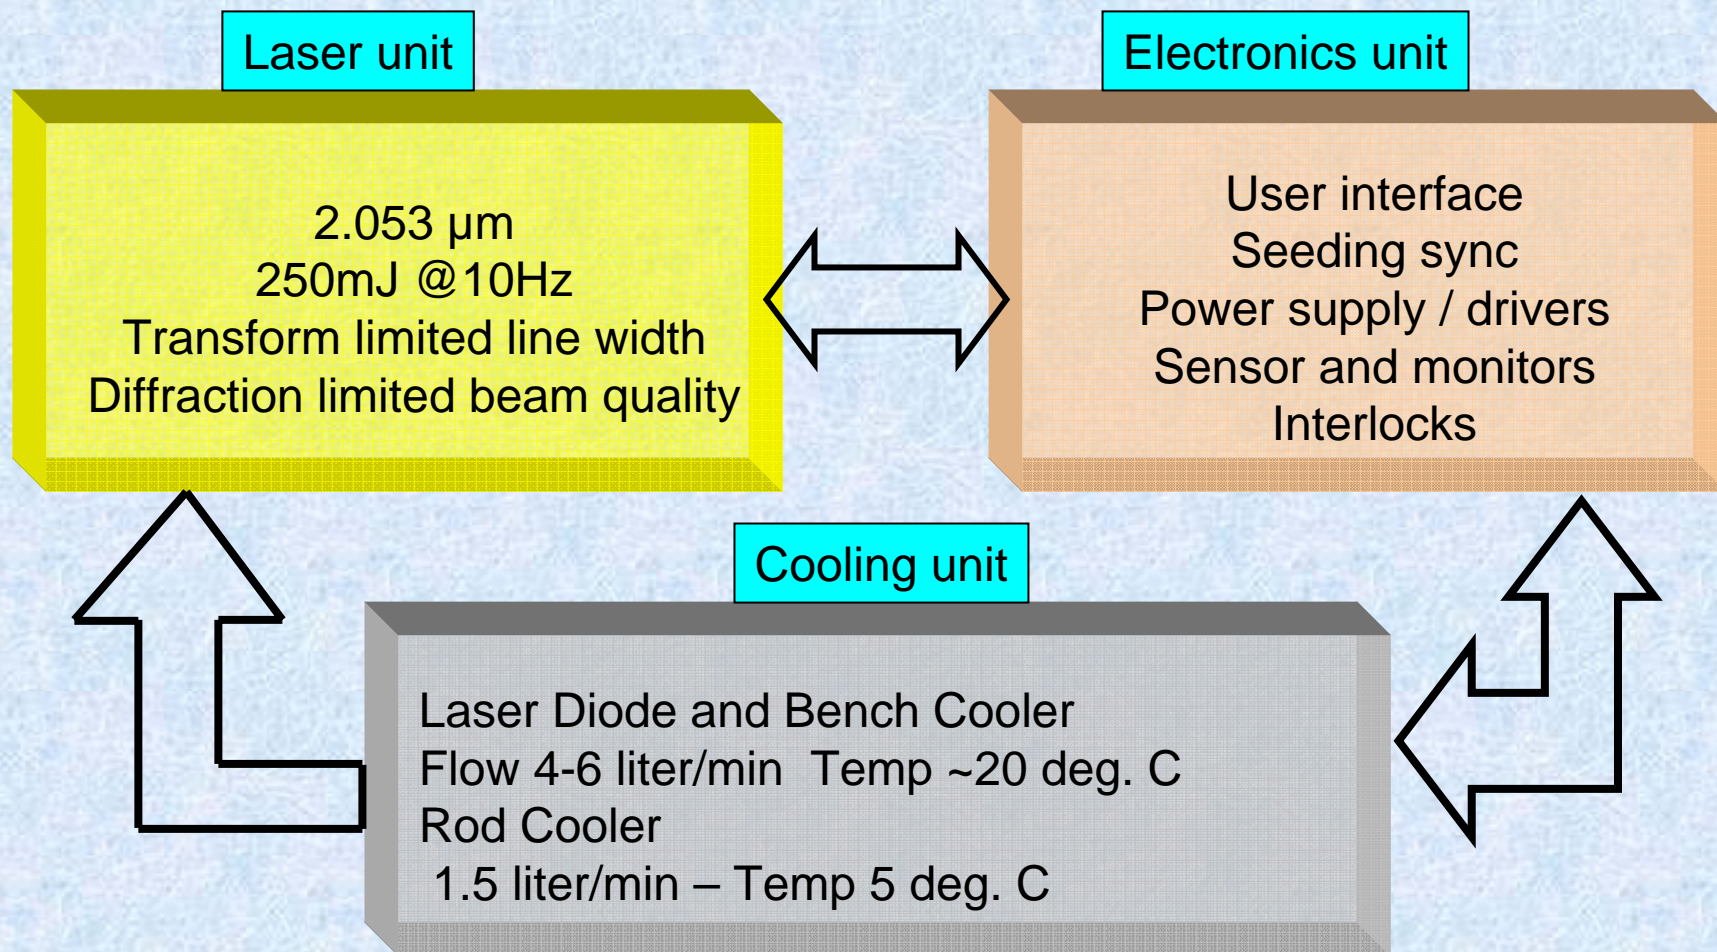 Laser unit
2.053 µm
250mJ @10Hz
Transform limited line width
Diffraction limited beam quality
Electronics unit
User interface
Seeding sync
Power supply / drivers
Sensor and monitors
Interlocks
Cooling unit
Laser Diode and Bench Cooler
Flow 4-6 liter/min  Temp ~20 deg. C
Rod Cooler
1.5 liter/min – Temp 5 deg. C